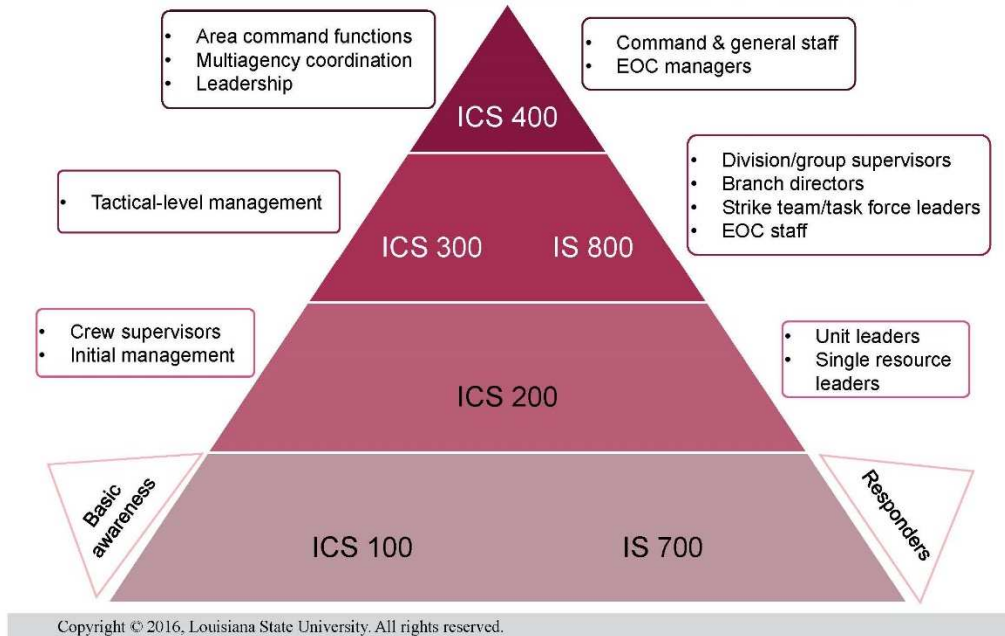 • Area command functions
• Multiagency coordination
• Leadership
• Command & general staff
• EOC managers
ICS 400
• Tactical-level management
• Division/group supervisors
• Branch directors
• Strike team/task force leaders
• EOC staff
ICS 300
IS 800
• Crew supervisors
• Initial management
• Unit leaders
• Single resource
leaders
ICS 200
Basic
awareness
Responders
ICS 100
IS 700
Copyright © 2016, Louisiana State University. All rights reserved.